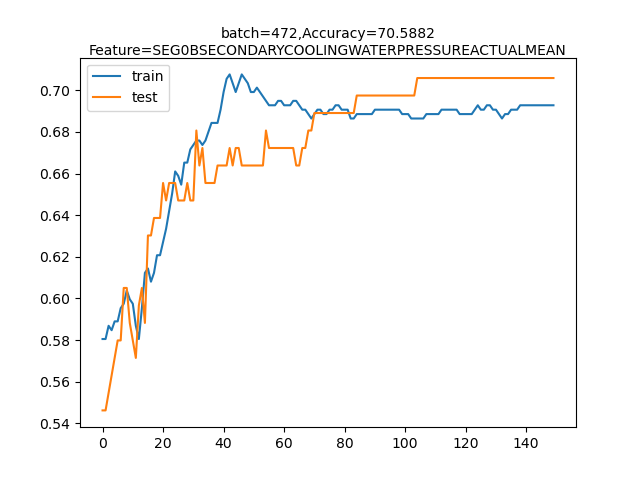 batch=472,Accuracy=70.5882
Feature=SEG0BSECONDARYCOOLINGWATERPRESSUREACTUALMEAN
train
test
0.70
0.68
0.66
0.64
0.62
0.60
0.58
0.56
0.54
0 20 40 60 80 100 120 140